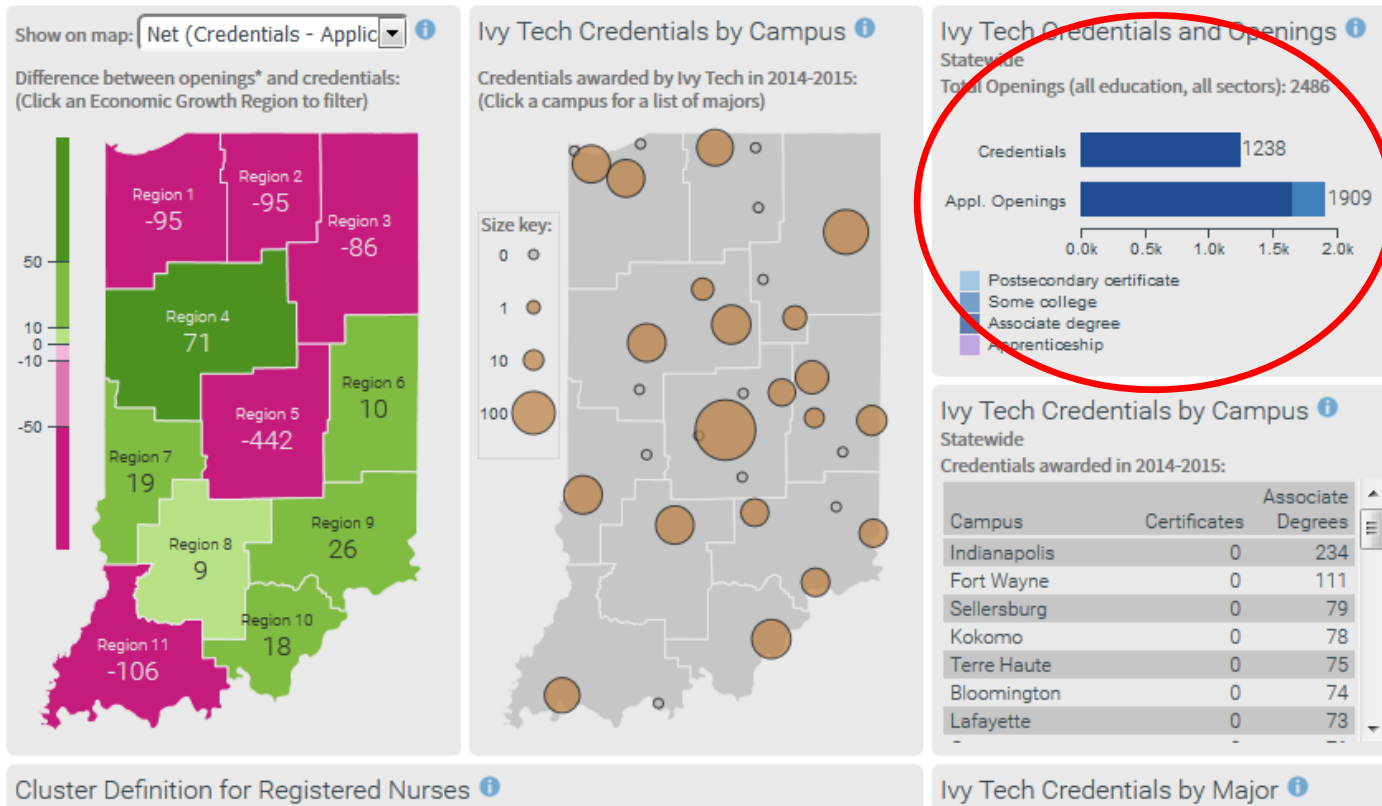 Show on map: Net (Credentials - Applic
Difference between openings* and credentials:
(Click an Economic Growth Region to filter)
50
10
0
-10
-50
Region 1
-95
Region 2
-95
Region 3
-86
Region 4
71
Region 5
-442
Region 6
10
Region 7
19
Region 8
9
Region 9
26
Region 10
18
Region 11
-106
Ivy Tech Credentials by Campus
Credentials awarded by Ivy Tech in 2014-2015:
(Click a campus for a list of majors)
Size key:
0
1
10
100
Ivy Tech Credentials and Openings
Statewide
Total Openings (all education, all sectors): 2486
Credentials 1238
Appl. Openings 1909
0.0k 0.5k 1.0k 1.5k 2.0k
Postsecondary certificate
Some college
Associate degree
Apprenticeship
Ivy Tech Credentials by Campus
Statewide
Credentials awarded in 2014-2015:
Campus Certificates Associate Degrees
Indianapolis 0 234
Fort Wayne 0 111
Sellersburg 0 79
Kokomo 0 78
Terre Haute 0 75
Bloomington 0 74
Lafayette 0 73
Cluster Definition for Registered Nurses
Ivy Tech Credentials by Major